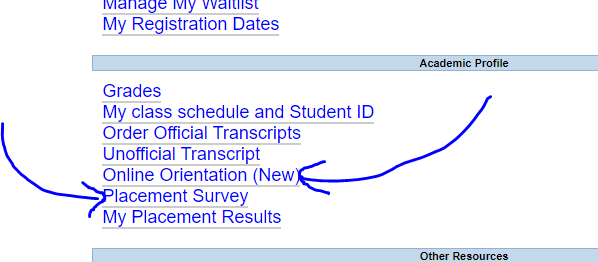 Manage My Waitlist
My Registration Dates
Academic Profile
Grades
My class schedule and Student ID
Order Official Transcripts
Unofficial Transcript
Online Orientation (New)
Placement Survey
My Placement Results
Other Resources